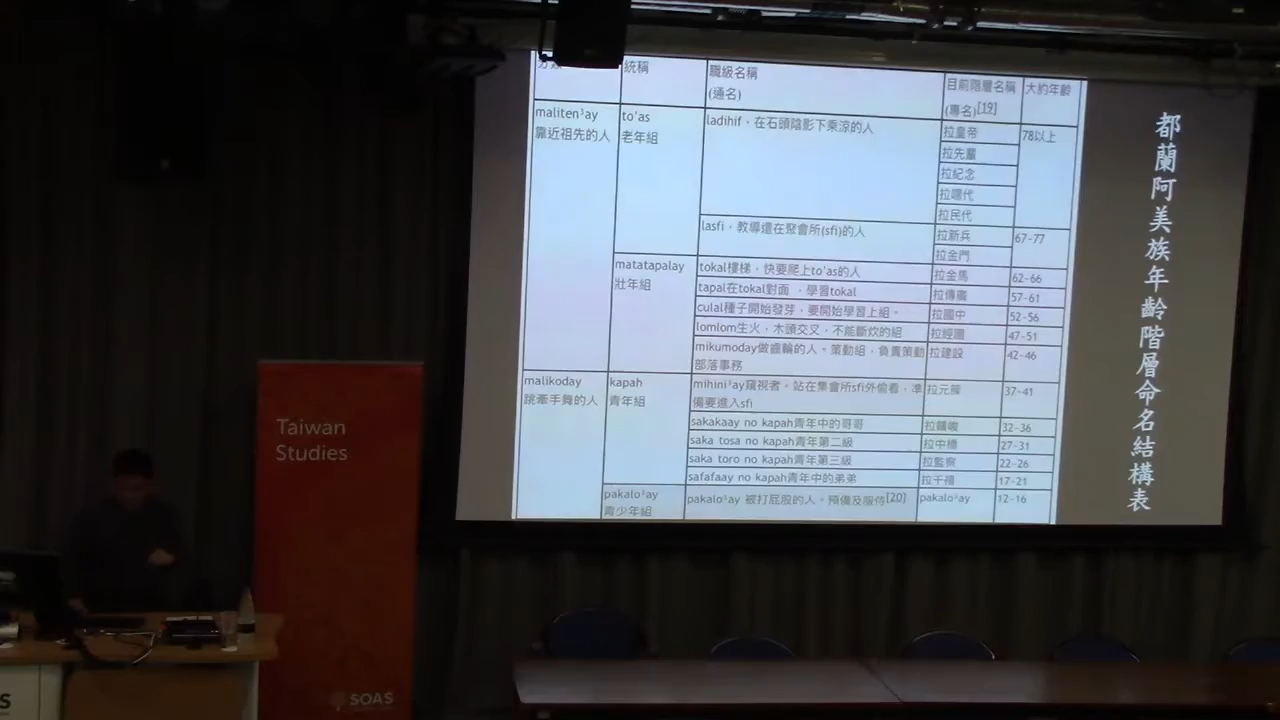 統稱
職級名稱
(通名)
目前階層名稱
(專名)[19]
大約年齡
maliten³ay
靠近祖先的人
to'as
老年組
ladihif，在石頭陰影下乘涼的人
拉皇帝
拉先輩
拉紀念
拉民代
78以上
lasfi，教導還在聚會所(sfi)的人
拉新兵
拉金門
67-77
matatapalay
壯年組
tokal樓梯，快要爬上to'as的人
拉金馬
62-66
tapal在tokal對面，學習tokal
拉傳廣
57-61
culal種子開始發芽，要開始學習上組。
拉國中
52-56
lomlom生火，木頭交叉，不能斷炊的組
拉經國
47-51
mikumoday做齒輪的人。策動組，負責策動
部落事務
拉建設
42-46
malikoday
跳牽手舞的人
kapah
青年組
mihini³ay窺視者。站在集會所sfi外偷看，準
備要進入sfi
37-41
sakakaay no kapah青年中的哥哥
32-36
saka tosa no kapah青年第二級
拉中橋
27-31
saka toro no kapah青年第三級
拉監察
22-26
safafaay no kapah青年中的弟弟
拉千禧
17-21
pakalo³ay
青少年組
pakalo³ay 被打屁股的人。預備及服侍[20]
pakalo³ay
12-16
都蘭阿美族年齡階層命名結構表
Taiwan
Studies
SOAS